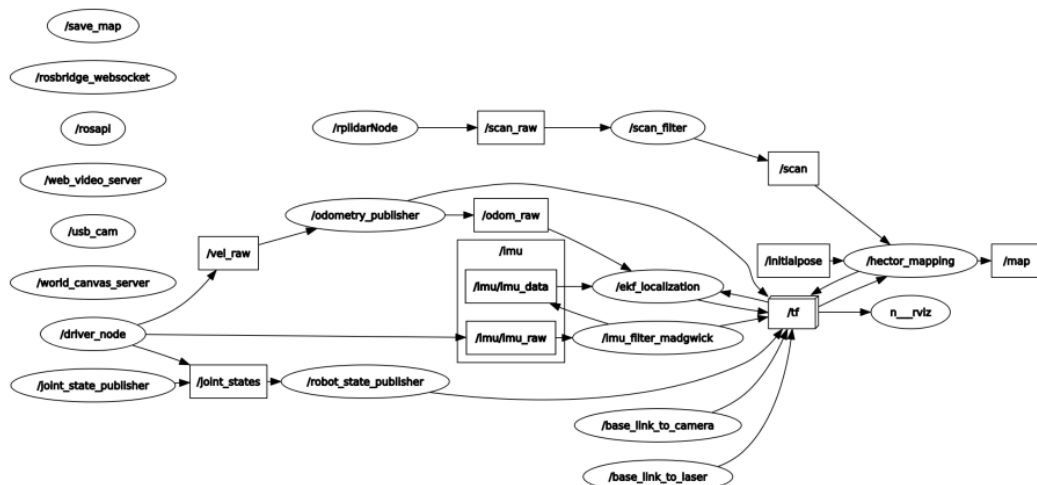 /save_map
/rosbridge_websocket
/rosapi
/web_video_server
/usb_cam
/world_canvas_server
/driver_node
/joint_state_publisher
/vel_raw
/joint_states
/rplidarNode
/odometry_publisher
/robot_state_publisher
/scan_raw
/odom_raw
/imu
/imu/imu_data
/imu/imu_raw
/scan_filter
/ekf_localization
/imu_filter_madgwick
/base_link_to_camera
/base_link_to_laser
/scan
/initialpose
/tf
/hector_mapping
n___rviz
/map